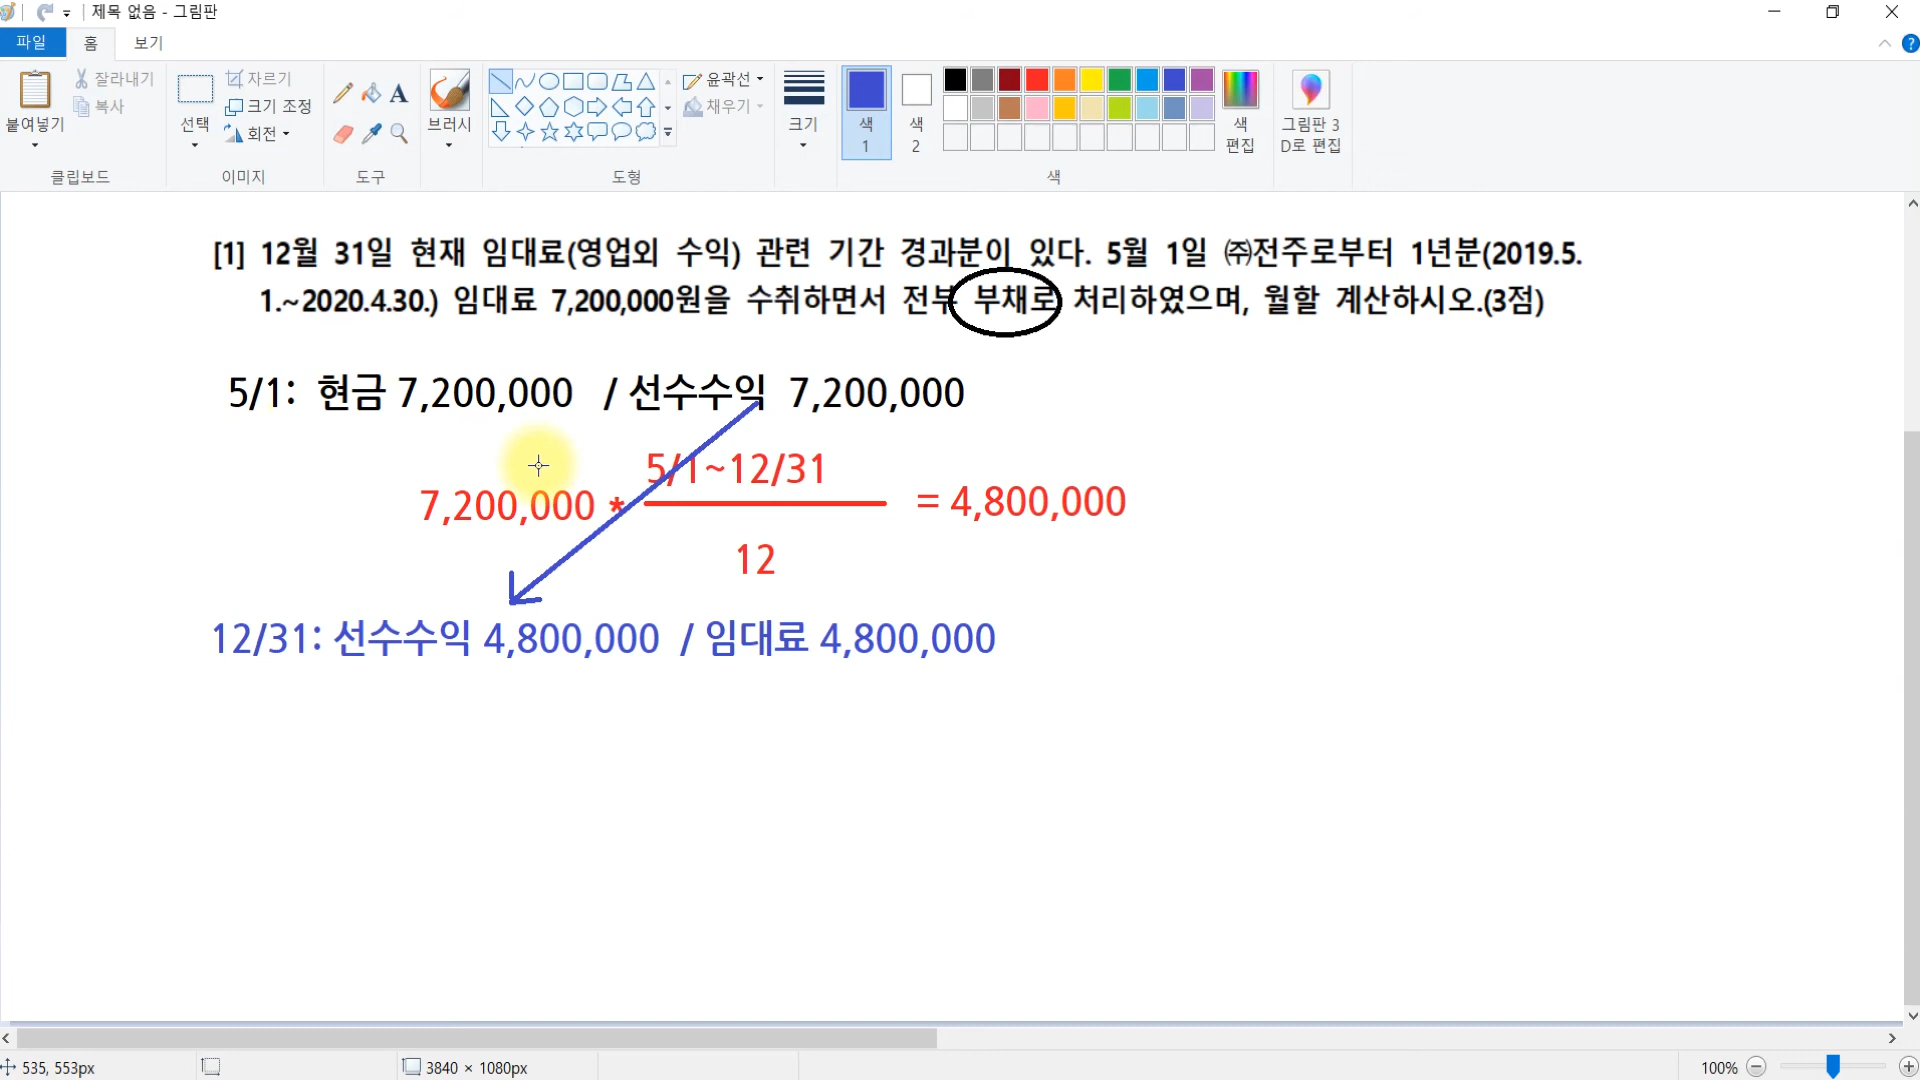 제목 없음 - 그림판
파일 홈 보기
붙여넣기
잘라내기
복사
클립보드
선택
자르기
크기 조정
회전
이미지
도구
브러시
도형
윤곽선
채우기
크기
색 1
색 2
색
색 편집
그림판 3D로 편집
[1] 12월 31일 현재 임대료(영업외 수익) 관련 기간 경과분이 있다. 5월 1일 ㈜전주로부터 1년분(2019.5.
1.~2020.4.30.) 임대료 7,200,000원을 수취하면서 전부 부채로 처리하였으며, 월할 계산하시오.(3점)
5/1: 현금 7,200,000 / 선수수익 7,200,000
5/1~12/31
7,200,000 * = 4,800,000
12
12/31: 선수수익 4,800,000 / 임대료 4,800,000
535, 553px
3840 × 1080px
100%